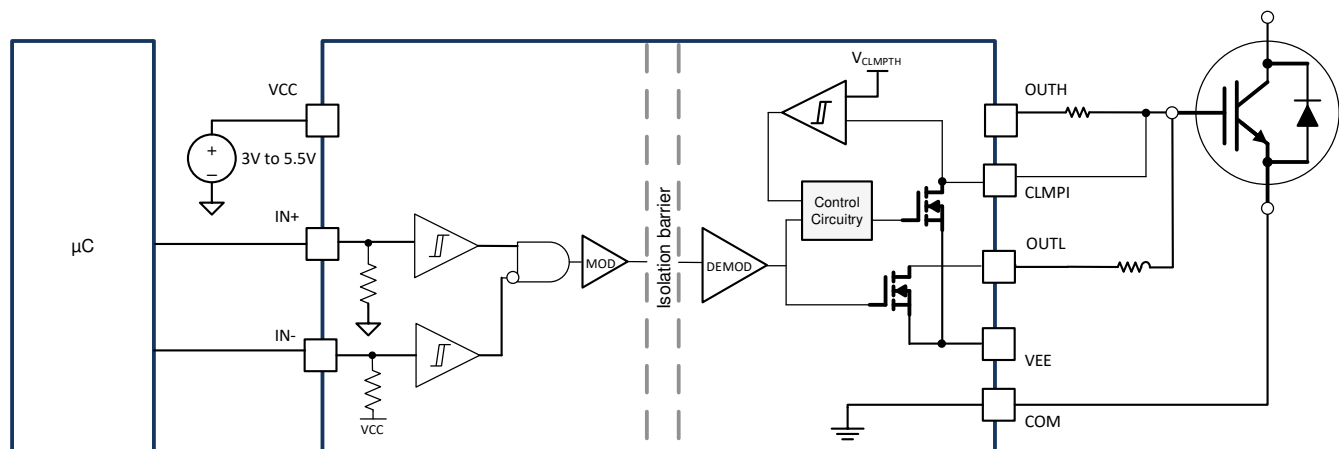 µC
VCC
+
−
3V to 5.5V
IN+
IN-
VCC
MOD
Isolation barrier
DEMOD
Control
Circuitry
VCLMPTH
OUTH
CLMPI
OUTL
VEE
COM